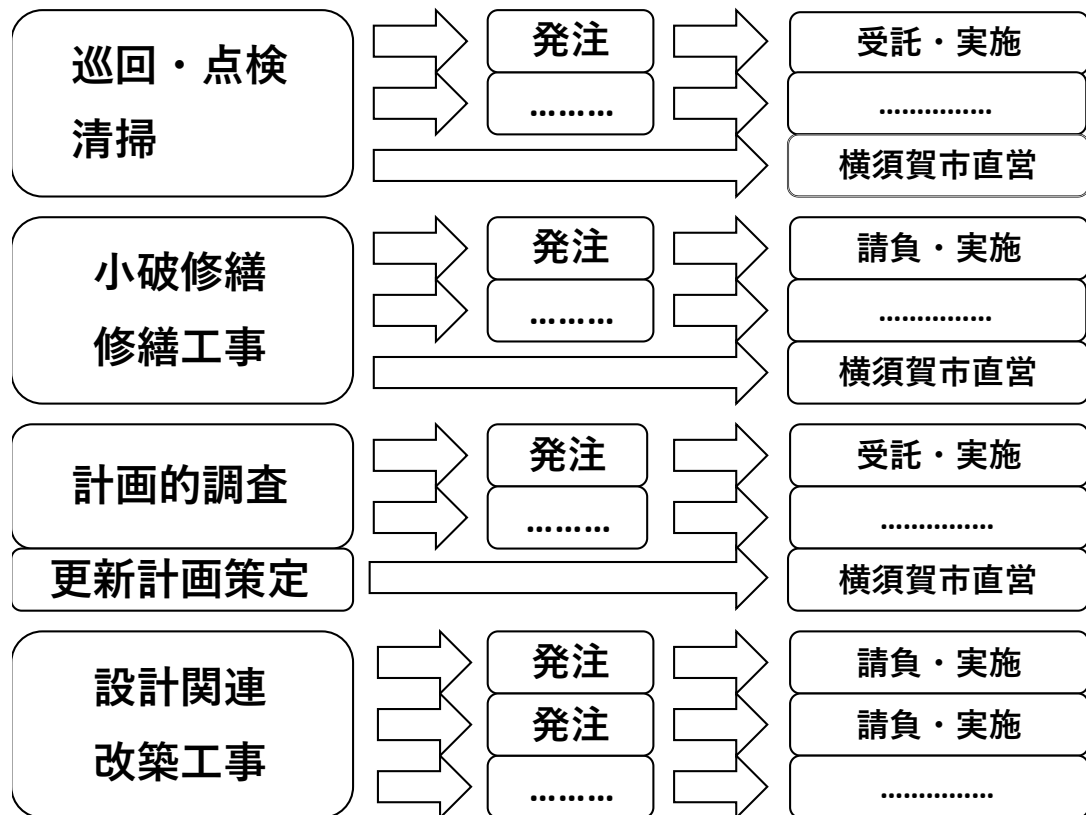 巡回・点検
清掃
発注
………
受託・実施
……………
横須賀市直営
小破修繕
修繕工事
発注
………
請負・実施
……………
横須賀市直営
計画的調査
更新計画策定
発注
………
受託・実施
……………
横須賀市直営
設計関連
改築工事
発注
発注
………
請負・実施
請負・実施
……………